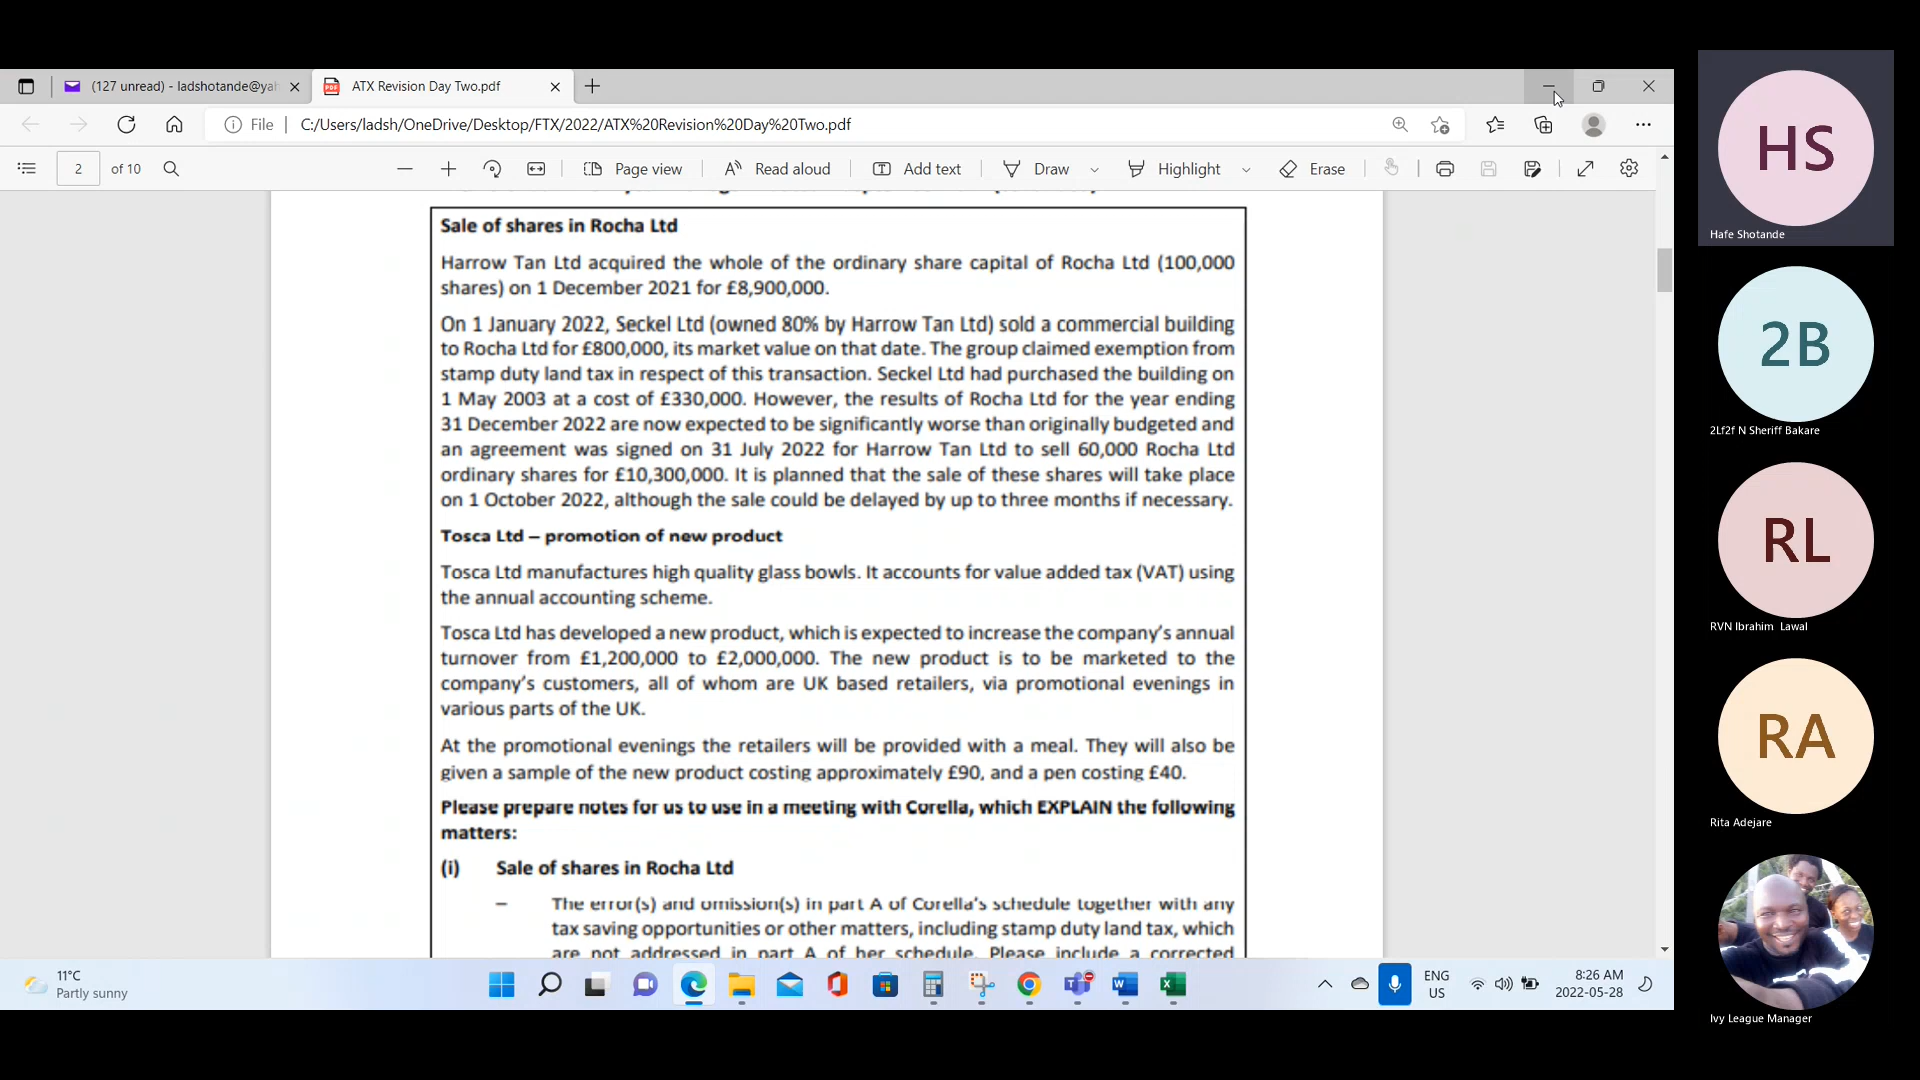 (127 unread) - ladshotande@yah
ATX Revision Day Two.pdf
File
C:/Users/ladsh/OneDrive/Desktop/FTX/2022/ATX%20Revision%20Day%20Two.pdf
2 of 10
Page view
Read aloud
Add text
Draw
Highlight
Erase
Sale of shares in Rocha Ltd
Harrow Tan Ltd acquired the whole of the ordinary share capital of Rocha Ltd (100,000
shares) on 1 December 2021 for £8,900,000.
On 1 January 2022, Seckel Ltd (owned 80% by Harrow Tan Ltd) sold a commercial building
to Rocha Ltd for £800,000, its market value on that date. The group claimed exemption from
stamp duty land tax in respect of this transaction. Seckel Ltd had purchased the building on
1 May 2003 at a cost of £330,000. However, the results of Rocha Ltd for the year ending
31 December 2022 are now expected to be significantly worse than originally budgeted and
an agreement was signed on 31 July 2022 for Harrow Tan Ltd to sell 60,000 Rocha Ltd
ordinary shares for £10,300,000. It is planned that the sale of these shares will take place
on 1 October 2022, although the sale could be delayed by up to three months if necessary.
Tosca Ltd – promotion of new product
Tosca Ltd manufactures high quality glass bowls. It accounts for value added tax (VAT) using
the annual accounting scheme.
Tosca Ltd has developed a new product, which is expected to increase the company's annual
turnover from £1,200,000 to £2,000,000. The new product is to be marketed to the
company's customers, all of whom are UK based retailers, via promotional evenings in
various parts of the UK.
At the promotional evenings the retailers will be provided with a meal. They will also be
given a sample of the new product costing approximately £90, and a pen costing £40.
Please prepare notes for us to use in a meeting with Corella, which EXPLAIN the following
matters:
(i) Sale of shares in Rocha Ltd
– The error(s) and omission(s) in part A of Corella's schedule together with any
tax saving opportunities or other matters, including stamp duty land tax, which
are not addressed in part A of her schedule. Please include a corrected
11°C
Partly sunny
ENG
US
8:26 AM
2022-05-28
HS
Hafe Shotande
2B
2Lf2f N Sheriff Bakare
RL
RVN Ibrahim Lawal
RA
Rita Adejare
Ivy League Manager